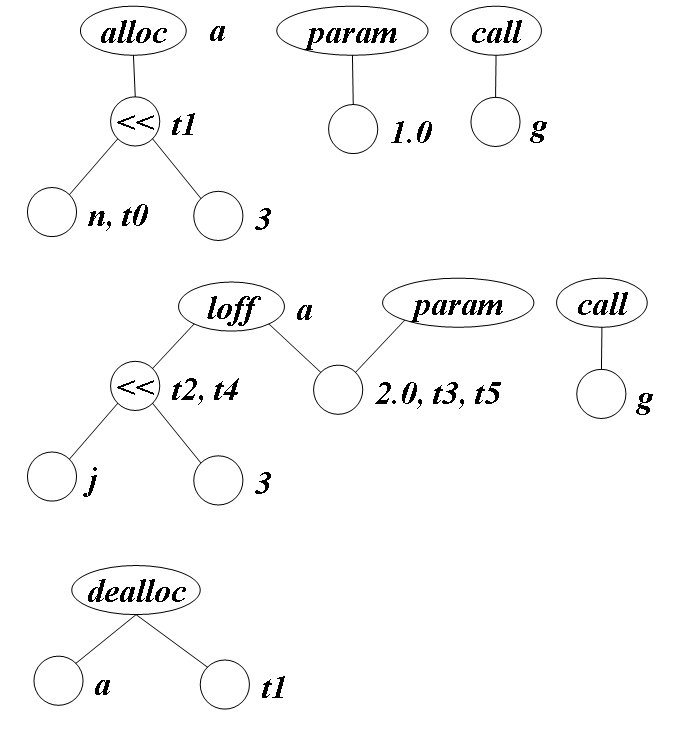 alloc a param call
<< t1 1.0 g
n, t0 3
loff a param call
<< t2, t4 2.0, t3, t5 g
j 3
dealloc
a t1